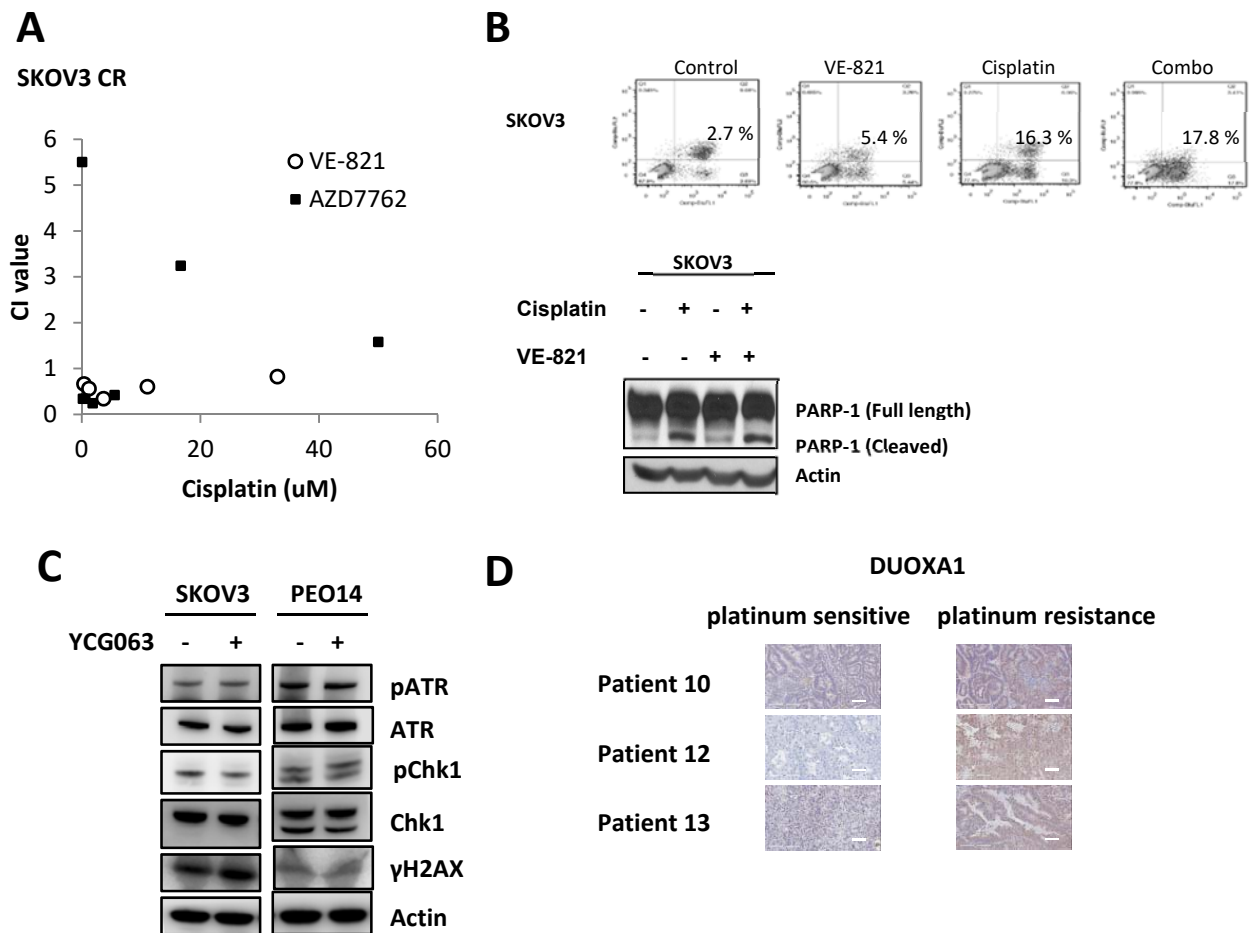 A
SKOV3 CR
6
5
4
3
2
1
0
CI value
VE-821
AZD7762
0 20 40 60
Cisplatin (uM)
B
Control VE-821 Cisplatin Combo
SKOV3
2.7 % 5.4 % 16.3 % 17.8 %
SKOV3
Cisplatin - + - +
VE-821 - - + +
PARP-1 (Full length)
PARP-1 (Cleaved)
Actin
C
SKOV3 PEO14
YCG063 - + - +
pATR
ATR
pChk1
Chk1
γH2AX
Actin
D
DUOXA1
platinum sensitive platinum resistance
Patient 10
Patient 12
Patient 13